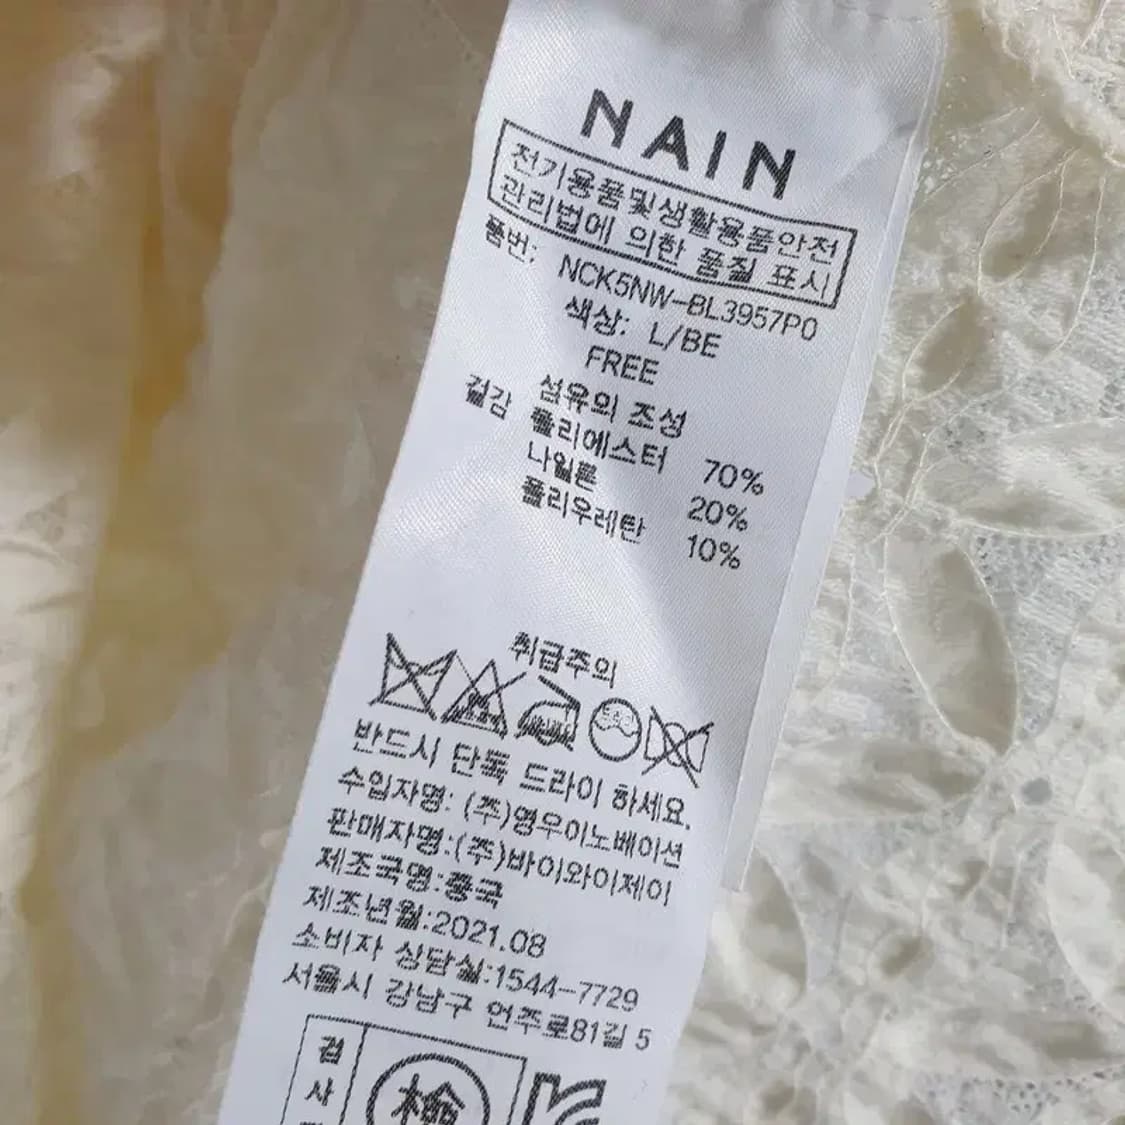 NAIN
전기용품및생활용품안전
관리법에 의한 품질 표시
품번: NCK5NW-BL3957P0
색상: L/BE
FREE
섬유의 조성
겉감 폴리에스터 70%
나일론 20%
폴리우레탄 10%
취급주의
반드시 단독 드라이 하세요.
수입자명: (주)영우이노베이션
판매자명:(주)바이와이제이
제조국명:중국
제조년월:2021.08
소비자 상담실:1544-7729
서울시 강남구 언주로81길 5
검
사
檢